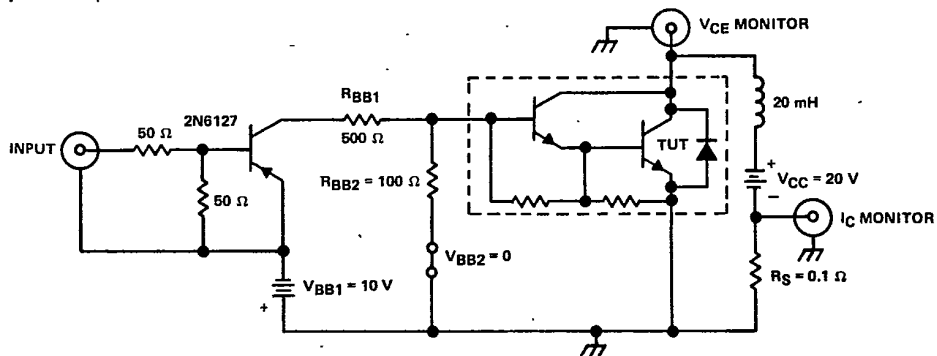 VCE MONITOR
RBB1
500 Ω
2N6127
50 Ω
INPUT
50 Ω
RBB2 = 100 Ω
VBB2 = 0
VBB1 = 10 V
+
TUT
20 mH
+
VCC = 20 V
−
IC MONITOR
RS = 0.1 Ω